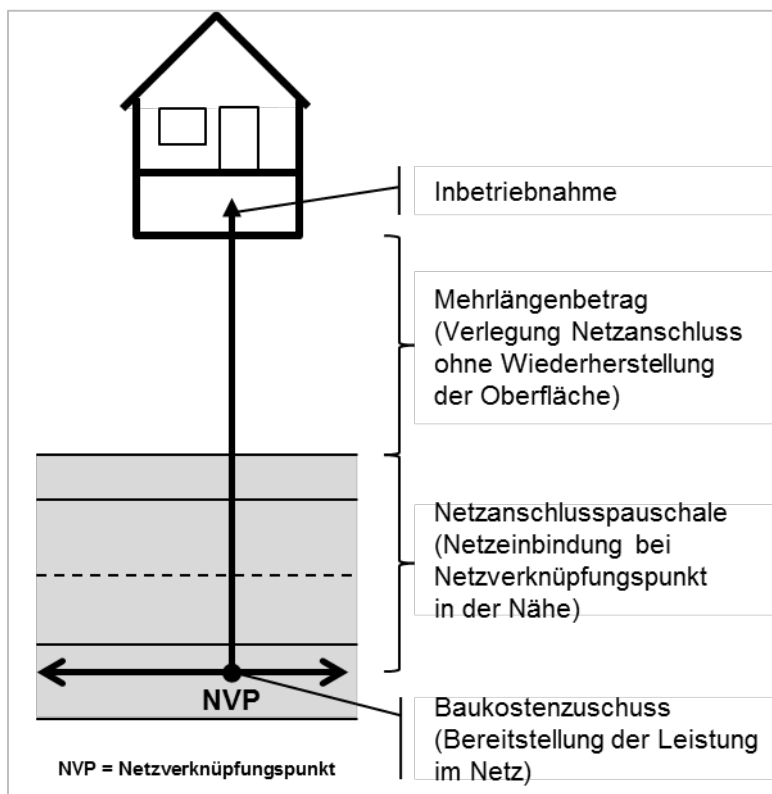 Inbetriebnahme
Mehrlängenbetrag
(Verlegung Netzanschluss
ohne Wiederherstellung
der Oberfläche)
Netzanschlusspauschale
(Netzeinbindung bei
Netzverknüpfungspunkt
in der Nähe)
NVP
Baukostenzuschuss
(Bereitstellung der Leistung
im Netz)
NVP = Netzverknüpfungspunkt